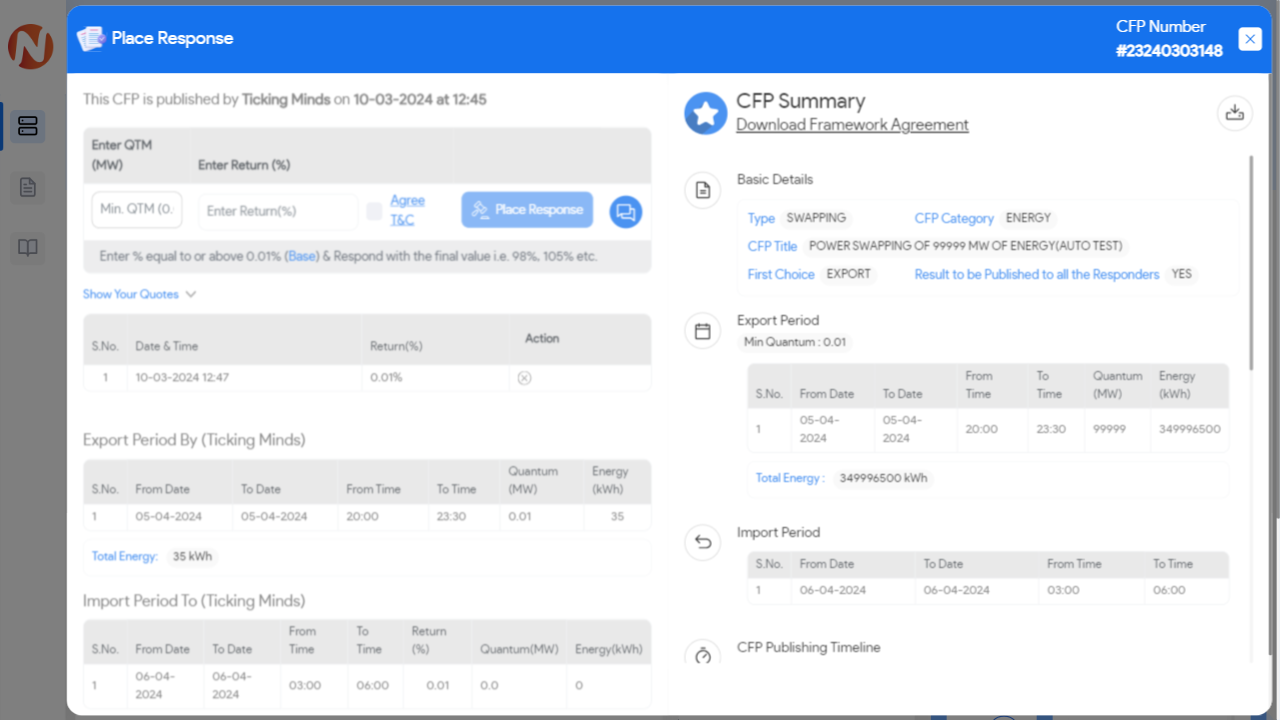 Place Response
CFP Number
#23240303148
This CFP is published by Ticking Minds on 10-03-2024 at 12:45
Enter QTM
(MW)
Enter Return (%)
Min. QTM (0.
Enter Return(%)
Agree
T&C
Place Response
Enter % equal to or above 0.01% (Base) & Respond with the final value i.e. 98%, 105% etc.
Show Your Quotes
S.No. Date & Time Return(%) Action
1 10-03-2024 12:47 0.01%
Export Period By (Ticking Minds)
S.No. From Date To Date From Time To Time Quantum (MW) Energy (kWh)
1 05-04-2024 05-04-2024 20:00 23:30 0.01 35
Total Energy: 35 kWh
Import Period To (Ticking Minds)
S.No. From Date To Date From Time To Time Return (%) Quantum(MW) Energy(kWh)
1 06-04-2024 06-04-2024 03:00 06:00 0.01 0.0 0
CFP Summary
Download Framework Agreement
Basic Details
Type SWAPPING CFP Category ENERGY
CFP Title POWER SWAPPING OF 99999 MW OF ENERGY(AUTO TEST)
First Choice EXPORT Result to be Published to all the Responders YES
Export Period
Min Quantum : 0.01
S.No. From Date To Date From Time To Time Quantum (MW) Energy (kWh)
1 05-04-2024 05-04-2024 20:00 23:30 99999 349996500
Total Energy : 349996500 kWh
Import Period
S.No. From Date To Date From Time To Time
1 06-04-2024 06-04-2024 03:00 06:00
CFP Publishing Timeline